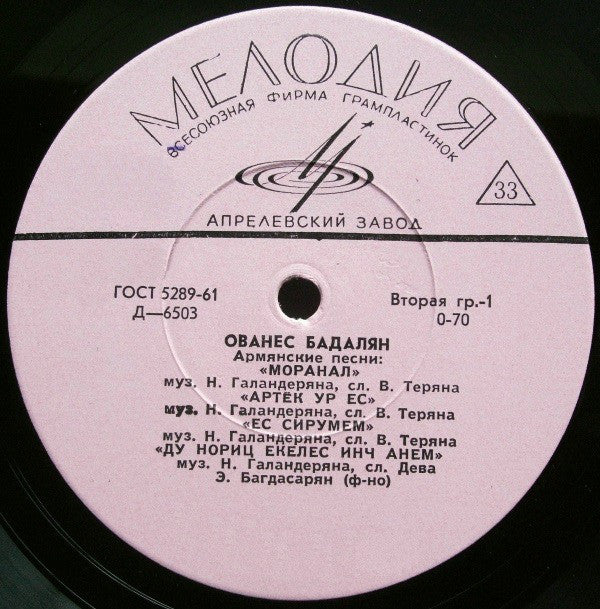 МЕЛОДИЯ
ВСЕСОЮЗНАЯ ФИРМА ГРАМПЛАСТИНОК
33
АПРЕЛЕВСКИЙ ЗАВОД
ГОСТ 5289-61
Д—6503
Вторая гр.-1
0-70
ОВАНЕС БАДАЛЯН
Армянские песни:
«МОРАНАЛ»
муз. Н. Галандеряна, сл. В. Теряна
«АРТЕК УР ЕС»
муз. Н. Галандеряна, сл. В. Теряна
«ЕС СИРУМЕМ»
муз. Н. Галандеряна, сл. В. Теряна
«ДУ НОРИЦ ЕКЕЛЕС ИНЧ АНЕМ»
муз. Н. Галандеряна, сл. Дева
Э. Багдасарян (ф-но)